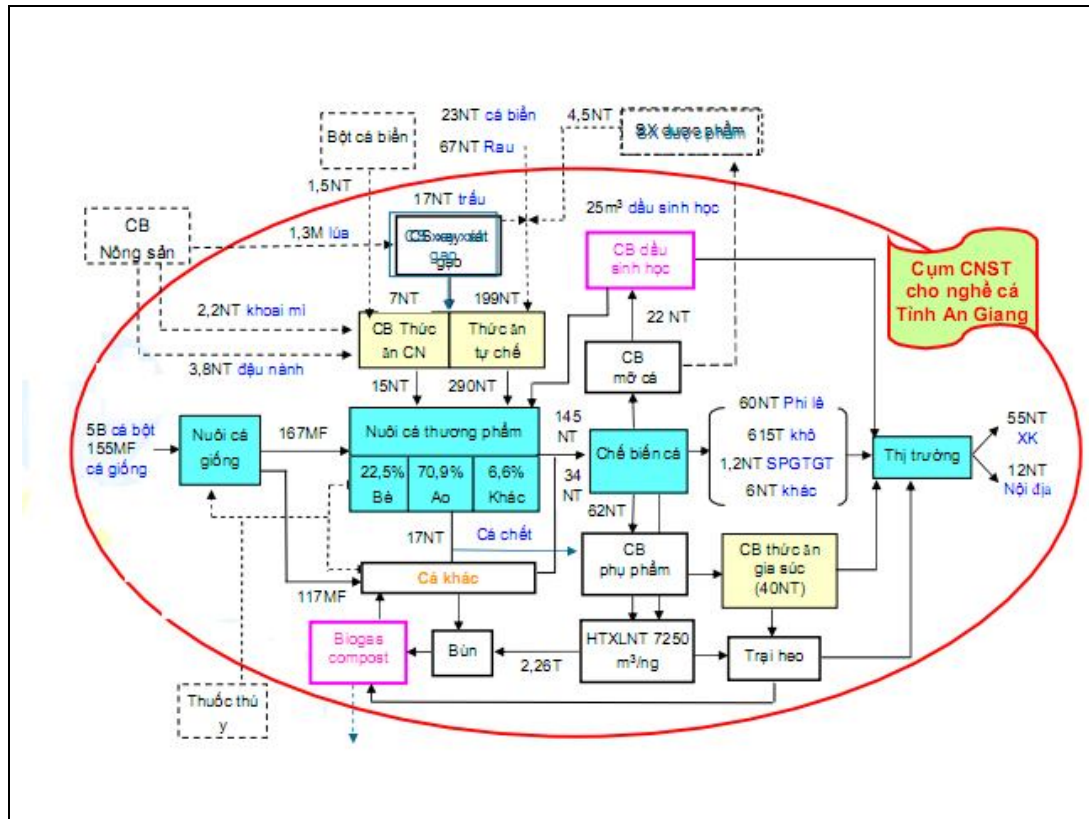 23NT cá biển
67NT Rau
4,5NT
SX dược phẩm
Bột cá biển
1,5NT
17NT trấu
25m³ dầu sinh học
CB
Nông sản
1,3M lúa
CS xay xát
gạo
CB dầu
sinh học
Cụm CNST
cho nghề cá
Tỉnh An Giang
2,2NT khoai mì
7NT
199NT
22 NT
CB Thức
ăn CN
Thức ăn
tự chế
CB
mỡ cá
3,8NT đậu nành
15NT
290NT
5B cá bột
155MF
cá giống
Nuôi cá
giống
167MF
Nuôi cá thương phẩm
22,5%
Bè
70,9%
Ao
6,6%
Khác
145
NT
34
NT
Chế biến cá
60NT Phi lê
615T khô
1,2NT SPGTGT
6NT khác
Thị trường
55NT
XK
12NT
Nội địa
62NT
17NT
Cá chết
CB
phụ phẩm
CB thức ăn
gia súc
(40NT)
Cá khác
117MF
Biogas
compost
Bùn
2,26T
HTXLNT 7250
m³/ng
Trại heo
Thuốc thú
y